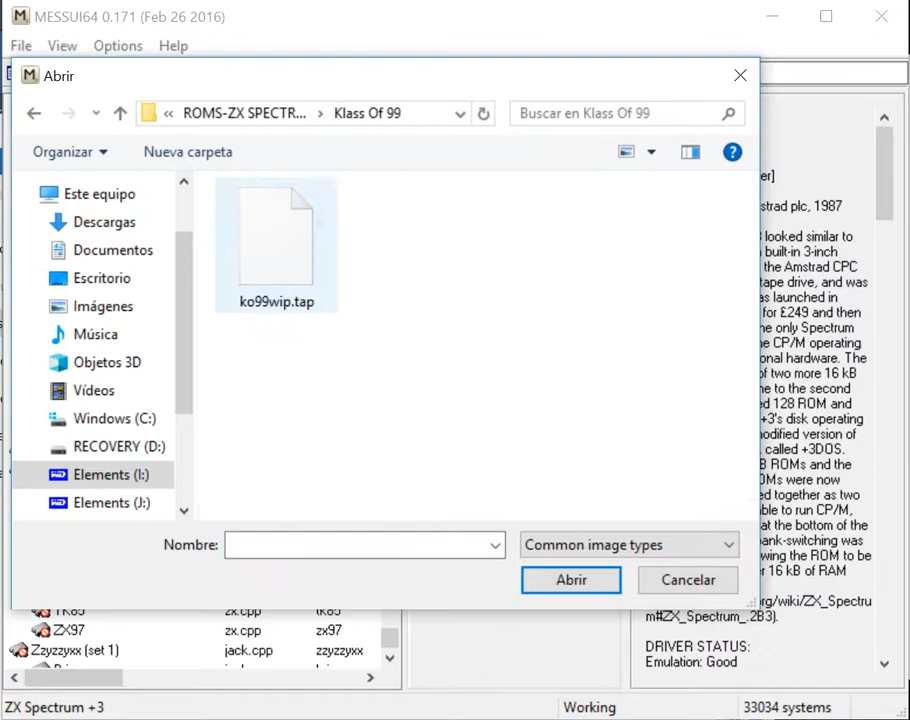 MESSUI64 0.171 (Feb 26 2016)
File View Options Help
Abrir
« ROMS-ZX SPECTR... › Klass Of 99
Buscar en Klass Of 99
Organizar
Nueva carpeta
Este equipo
Descargas
Documentos
Escritorio
Imágenes
Música
Objetos 3D
Vídeos
Windows (C:)
RECOVERY (D:)
Elements (I:)
Elements (J:)
ko99wip.tap
Nombre:
Common image types
Abrir
Cancelar
er]
strad plc, 1987
looked similar to
built-in 3-inch
the Amstrad CPC
tape drive, and was
as launched in
for £249 and then
ne only Spectrum
e CP/M operating
onal hardware. The
of two more 16 kB
ne to the second
ed 128 ROM and
+3's disk operating
nodified version of
called +3DOS.
B ROMs and the
OMs were now
ed together as two
ible to run CP/M,
at the bottom of the
bank-switching was
wing the ROM to be
r 16 kB of RAM
org/wiki/ZX_Spectru
m#ZX_Spectrum_.2B3).
DRIVER STATUS:
Emulation: Good
TK85 zx.cpp tk85
ZX97 zx.cpp zx97
Zzyzzyxx (set 1) jack.cpp zzyzzyxx
ZX Spectrum +3
Working
33034 systems